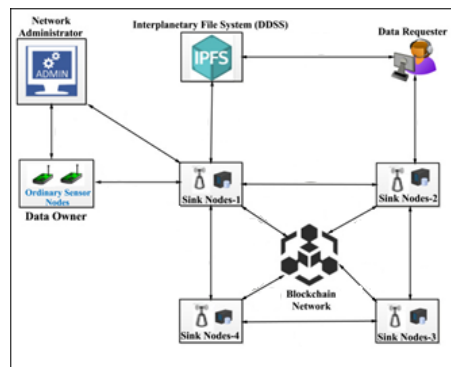 Network
Administrator
Interplanetary File System (DDSS)
Data Requester
ADMIN
IPFS
Ordinary Sensor
Nodes
Data Owner
Sink Nodes-1
Sink Nodes-2
Blockchain
Network
Sink Nodes-4
Sink Nodes-3